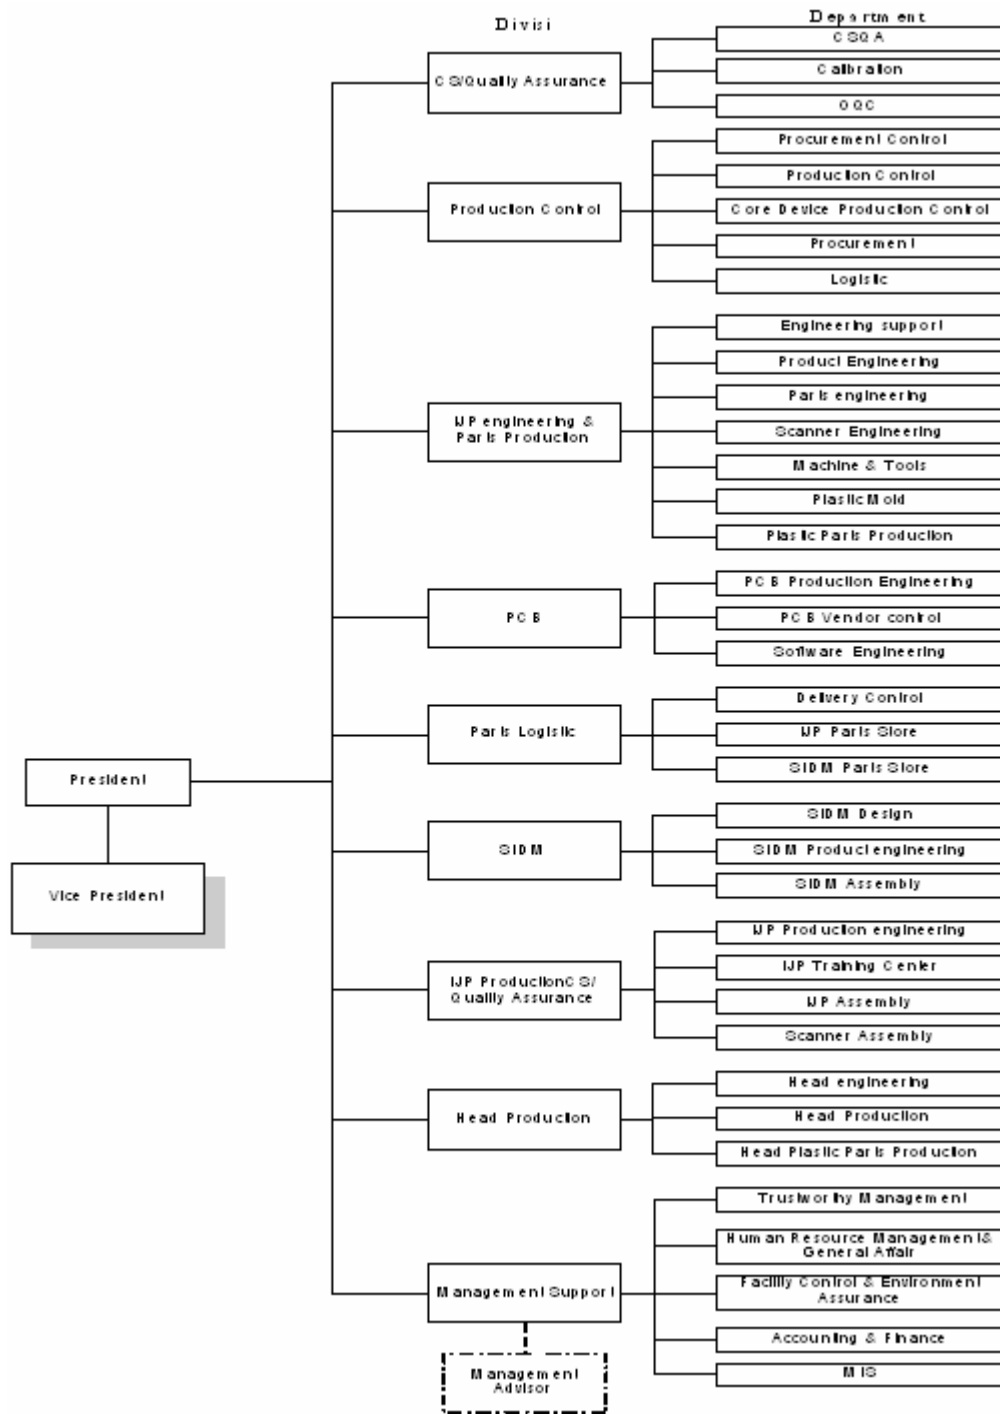 Divisi
Department
CS/Quality Assurance
CSQA
Calibration
OQC
Production Control
Procurement Control
Production Control
Core Device Production Control
Procurement
Logistic
IJP engineering &
Parts Production
Engineering support
Product Engineering
Parts engineering
Scanner Engineering
Machine & Tools
Plastic Mold
Plastic Parts Production
PCB
PCB Production Engineering
PCB Vendor control
Software Engineering
Parts Logistic
Delivery Control
IJP Parts Store
SIDM Parts Store
President
Vice President
SIDM
SIDM Design
SIDM Product engineering
SIDM Assembly
IJP ProductionCS/
Quality Assurance
IJP Production engineering
IJP Training Center
IJP Assembly
Scanner Assembly
Head Production
Head engineering
Head Production
Head Plastic Parts Production
Management Support
Trustworthy Management
Human Resource Management&
General Affair
Facility Control & Environment
Assurance
Accounting & Finance
MIS
Management
Advisor